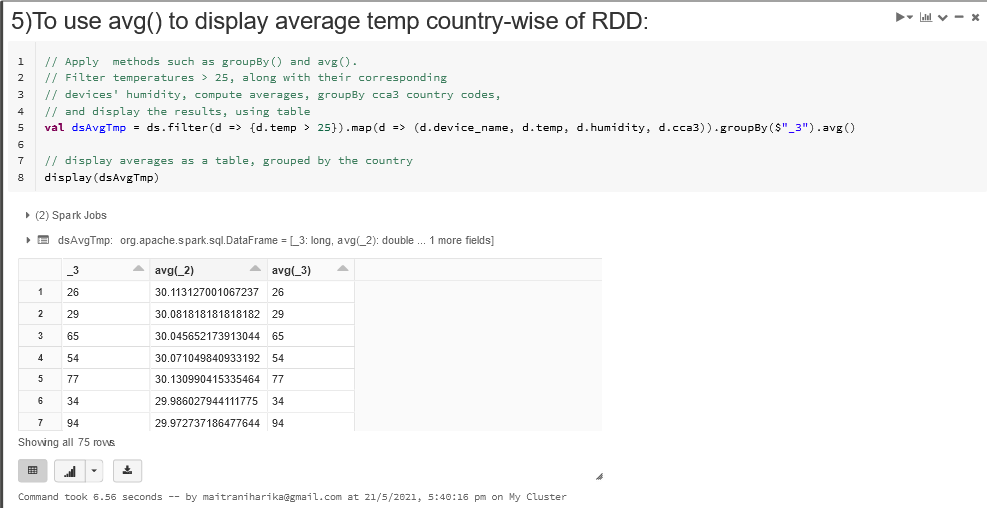 5)To use avg() to display average temp country-wise of RDD:
1 // Apply  methods such as groupBy() and avg().
2 // Filter temperatures > 25, along with their corresponding
3 // devices' humidity, compute averages, groupBy cca3 country codes,
4 // and display the results, using table
5 val dsAvgTmp = ds.filter(d => {d.temp > 25}).map(d => (d.device_name, d.temp, d.humidity, d.cca3)).groupBy($"_3").avg()
6
7 // display averages as a table, grouped by the country
8 display(dsAvgTmp)
(2) Spark Jobs
dsAvgTmp: org.apache.spark.sql.DataFrame = [_3: long, avg(_2): double ... 1 more fields]
_3 avg(_2) avg(_3)
1 26 30.113127001067237 26
2 29 30.081818181818182 29
3 65 30.045652173913044 65
4 54 30.071049840933192 54
5 77 30.130990415335464 77
6 34 29.986027944111775 34
7 94 29.972737186477644 94
Showing all 75 rows.
Command took 6.56 seconds -- by maitraniharika@gmail.com at 21/5/2021, 5:40:16 pm on My Cluster